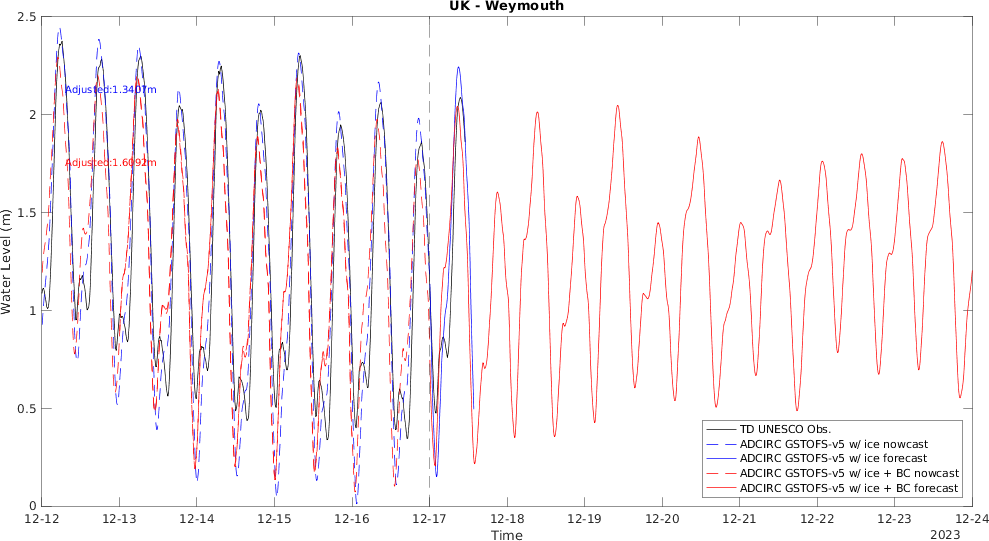 UK - Weymouth
Water Level (m)
2.5
2
1.5
1
0.5
0
Adjusted:1.3407m
Adjusted:1.6092m
TD UNESCO Obs.
ADCIRC GSTOFS-v5 w/ ice nowcast
ADCIRC GSTOFS-v5 w/ ice forecast
ADCIRC GSTOFS-v5 w/ ice + BC nowcast
ADCIRC GSTOFS-v5 w/ ice + BC forecast
12-12 12-13 12-14 12-15 12-16 12-17 12-18 12-19 12-20 12-21 12-22 12-23 12-24
Time
2023